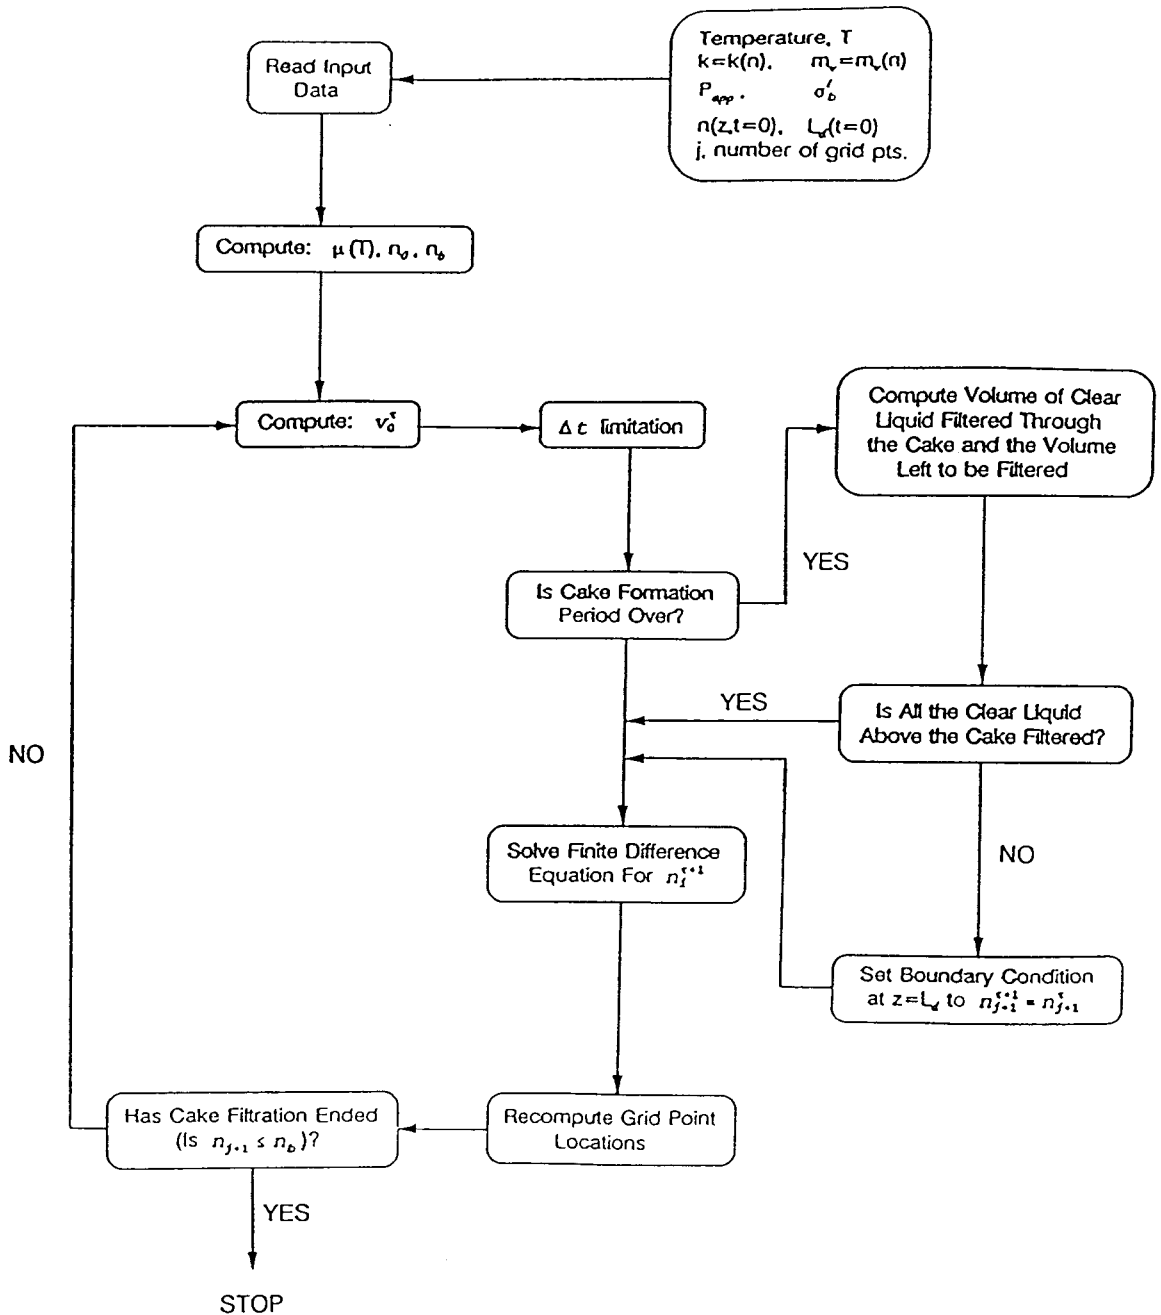 Read Input
Data
Temperature, T
k=k(n), m_v=m_v(n)
P_app, σ'_b
n(z,t=0), L_α(t=0)
j, number of grid pts.
Compute: μ(T), n_o, n_b
Compute: v_o^τ
Δt limitation
Compute Volume of Clear
Liquid Filtered Through
the Cake and the Volume
Left to be Filtered
YES
Is Cake Formation
Period Over?
YES
Is All the Clear Liquid
Above the Cake Filtered?
NO
Solve Finite Difference
Equation For n_i^{τ+1}
NO
Set Boundary Condition
at z=L_α to n_{j+1}^{τ+1} = n_{j+1}^τ
Has Cake Filtration Ended
(Is n_{j+1} ≤ n_b)?
Recompute Grid Point
Locations
YES
STOP